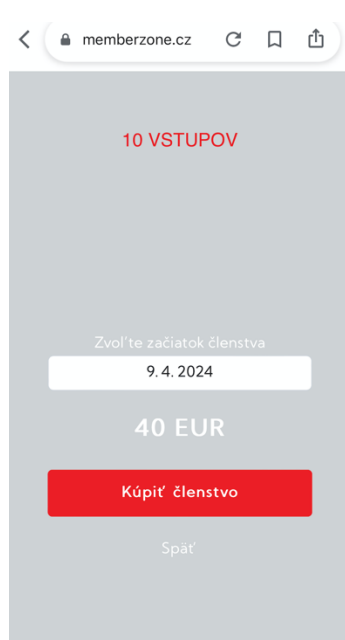 memberzone.cz
10 VSTUPOV
Zvoľte začiatok členstva
9. 4. 2024
40 EUR
Kúpiť členstvo
Späť